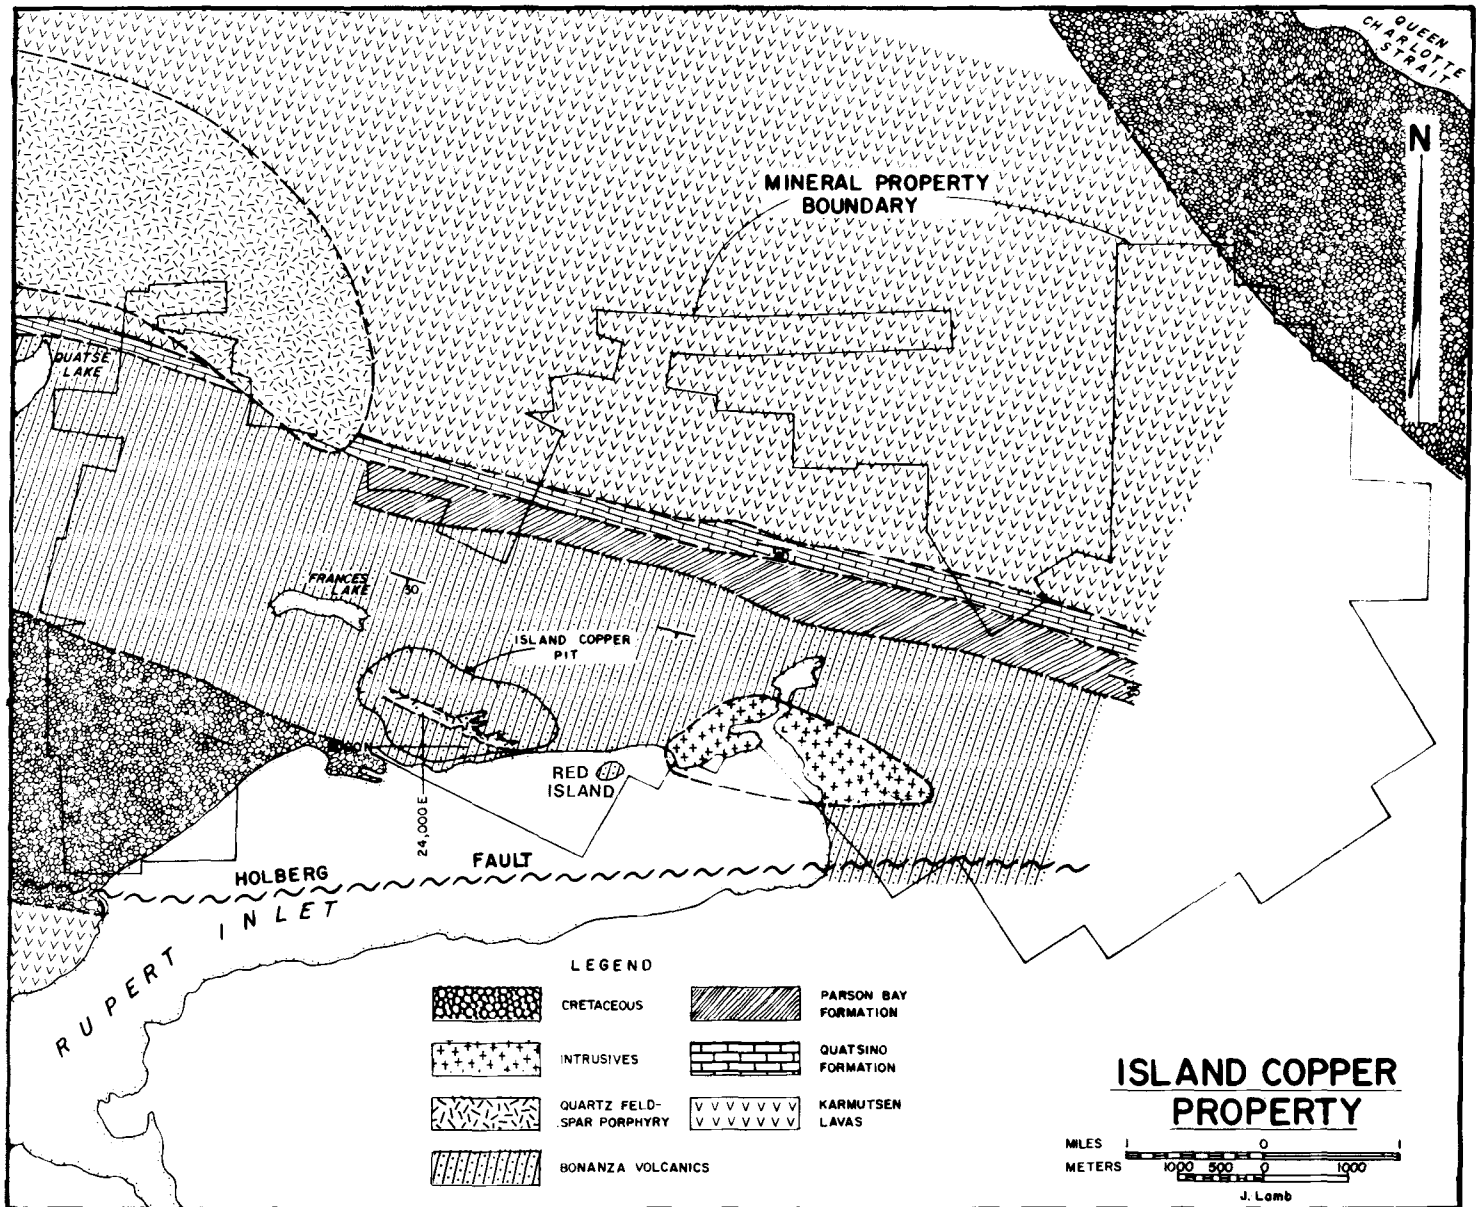 QUEEN
CHARLOTTE
STRAIT
N
MINERAL PROPERTY
BOUNDARY
QUATSE
LAKE
FRANCES
LAKE
30
ISLAND COPPER
PIT
RED
ISLAND
24,000 E
HOLBERG
FAULT
RUPERT INLET
LEGEND
CRETACEOUS
INTRUSIVES
QUARTZ FELD-
SPAR PORPHYRY
BONANZA VOLCANICS
PARSON BAY
FORMATION
QUATSINO
FORMATION
KARMUTSEN
LAVAS
ISLAND COPPER
PROPERTY
MILES 1 0 1
METERS 1000 500 0 1000
J. Lamb